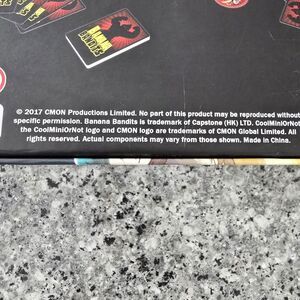 BANANA
BANDITS
© 2017 CMON Productions Limited. No part of this product may be reproduced without
specific permission. Banana Bandits is trademark of Capstone (HK) LTD. CoolMiniOrNot,
the CoolMiniOrNot logo and CMON logo are trademarks of CMON Global Limited. All
rights reserved. Actual components may vary from those shown. Made in China.